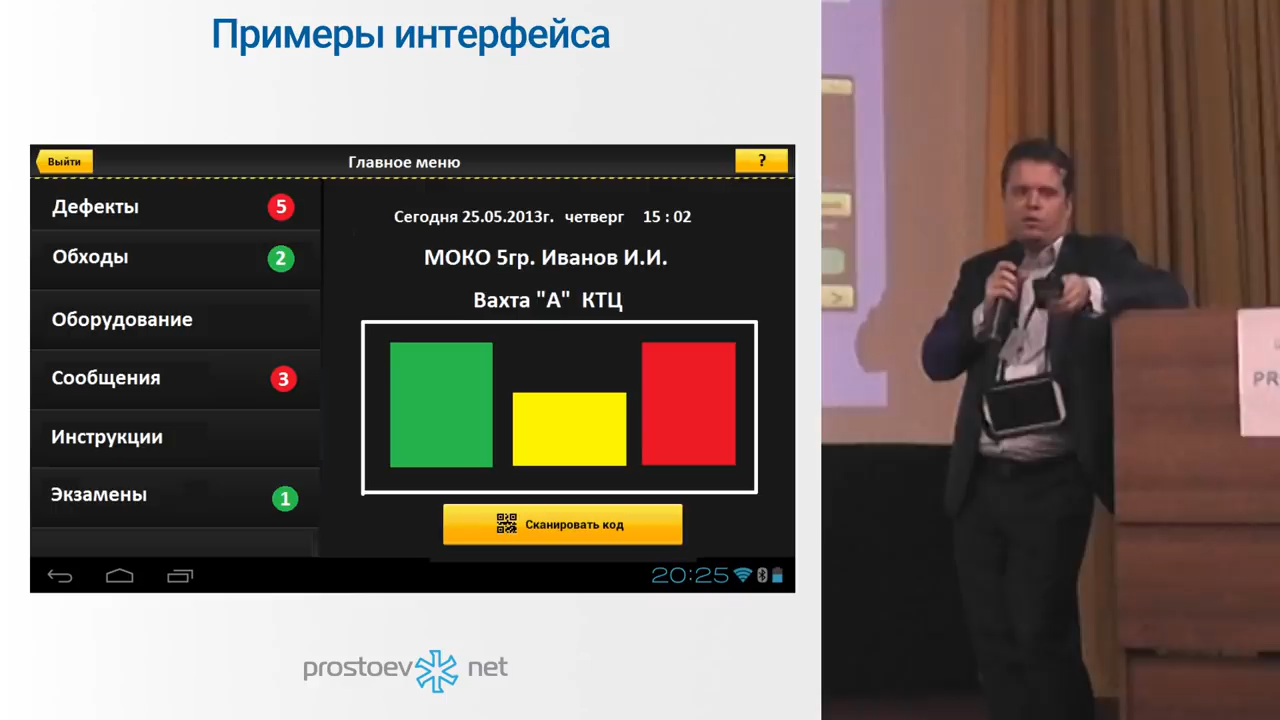 Примеры интерфейса
Выйти
Главное меню
?
Дефекты 5
Обходы 2
Оборудование
Сообщения 3
Инструкции
Экзамены 1
Сегодня 25.05.2013г. четверг 15 : 02
МОКО 5гр. Иванов И.И.
Вахта "А" КТЦ
Сканировать код
20:25
prostoev net
PR